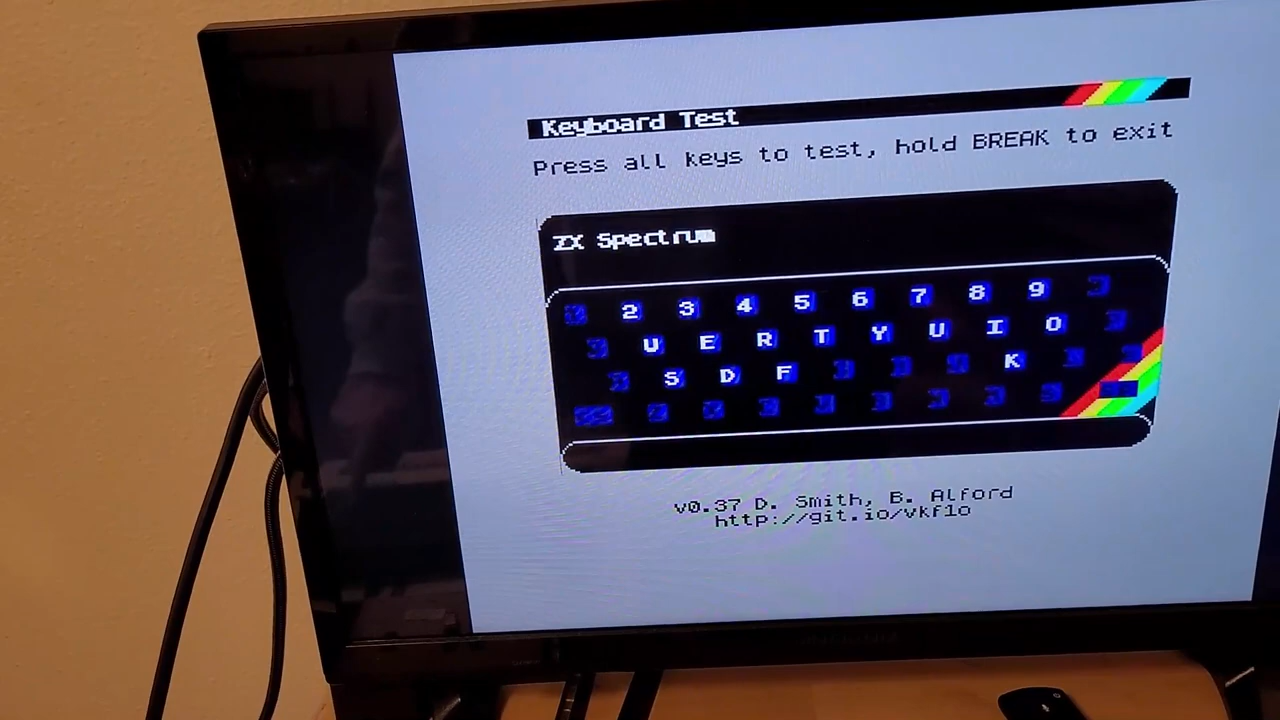 Keyboard Test
Press all keys to test, hold BREAK to exit
ZX Spectrum
2 3 4 5 6 7 8 9
W E R T Y U I O
S D F K
v0.37 D. Smith, B. Alford
http://git.io/vkf1o